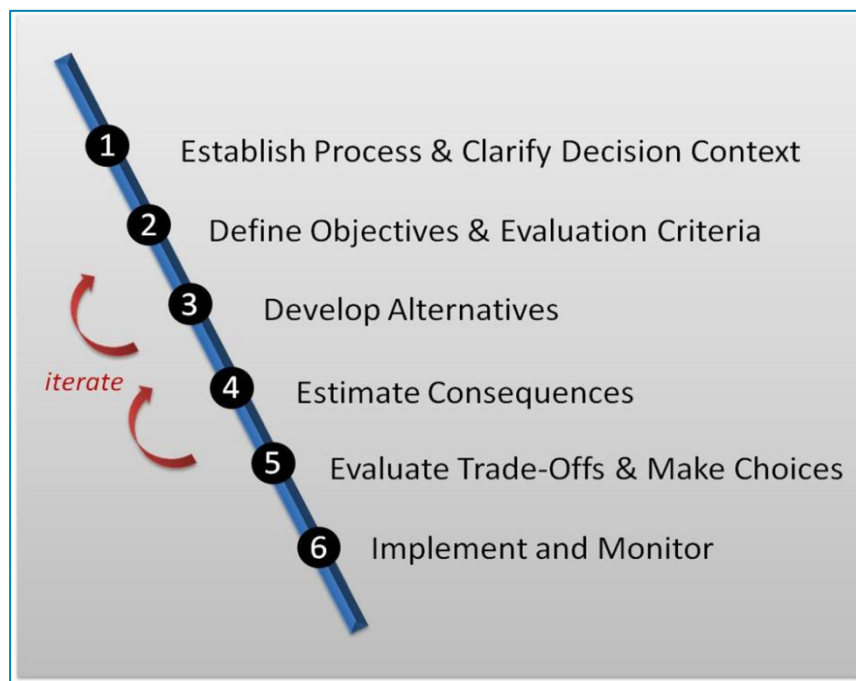 1 Establish Process & Clarify Decision Context
2 Define Objectives & Evaluation Criteria
3 Develop Alternatives
iterate
4 Estimate Consequences
5 Evaluate Trade-Offs & Make Choices
6 Implement and Monitor